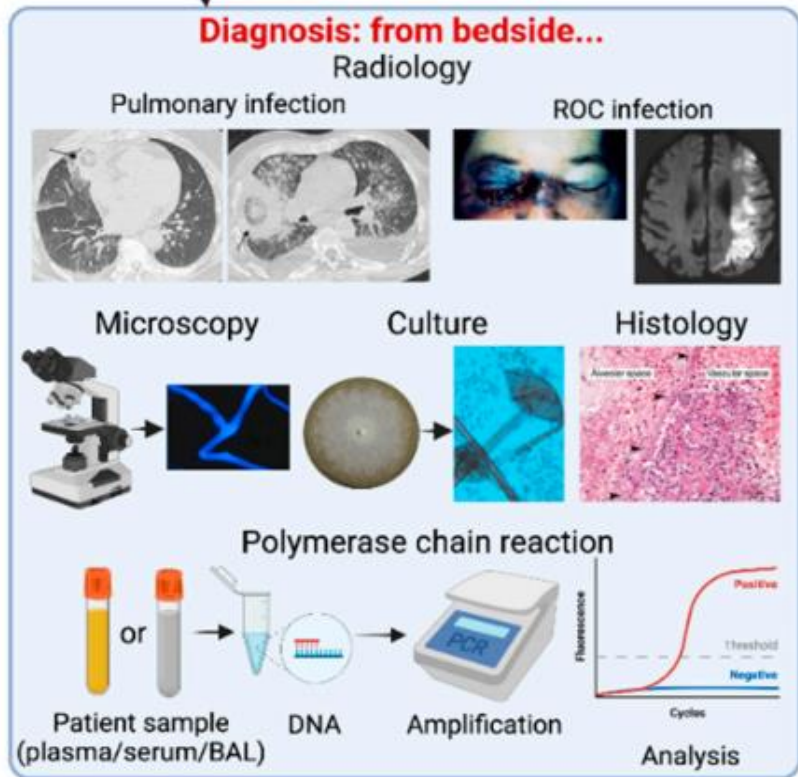 Diagnosis: from bedside...
Radiology
Pulmonary infection
ROC infection
Microscopy
Culture
Histology
Alveolar space
Vascular space
Polymerase chain reaction
or
PCR
Fluorescence
Positive
Threshold
Negative
Cycles
Patient sample
(plasma/serum/BAL)
DNA
Amplification
Analysis